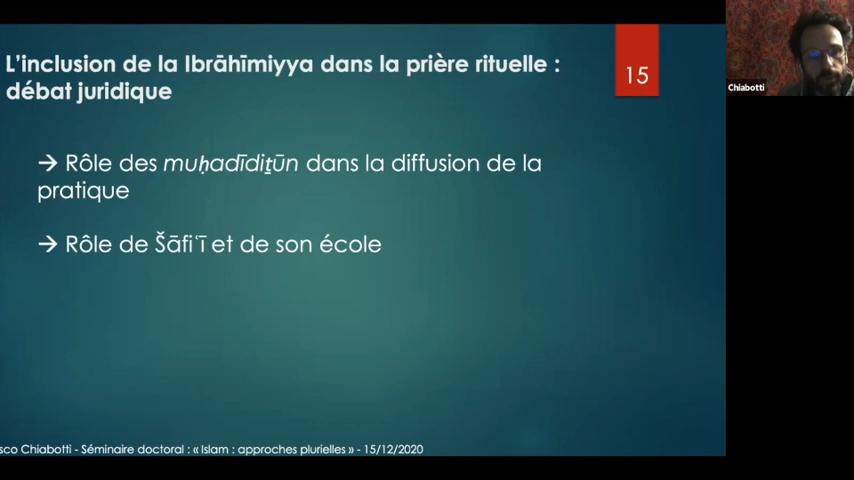 L’inclusion de la Ibrāhīmiyya dans la prière rituelle :
débat juridique
15
Chiabotti
→ Rôle des muḥadīdiṯūn dans la diffusion de la
pratique
→ Rôle de Šāfiʿī et de son école
sco Chiabotti - Séminaire doctoral : « Islam : approches plurielles » - 15/12/2020